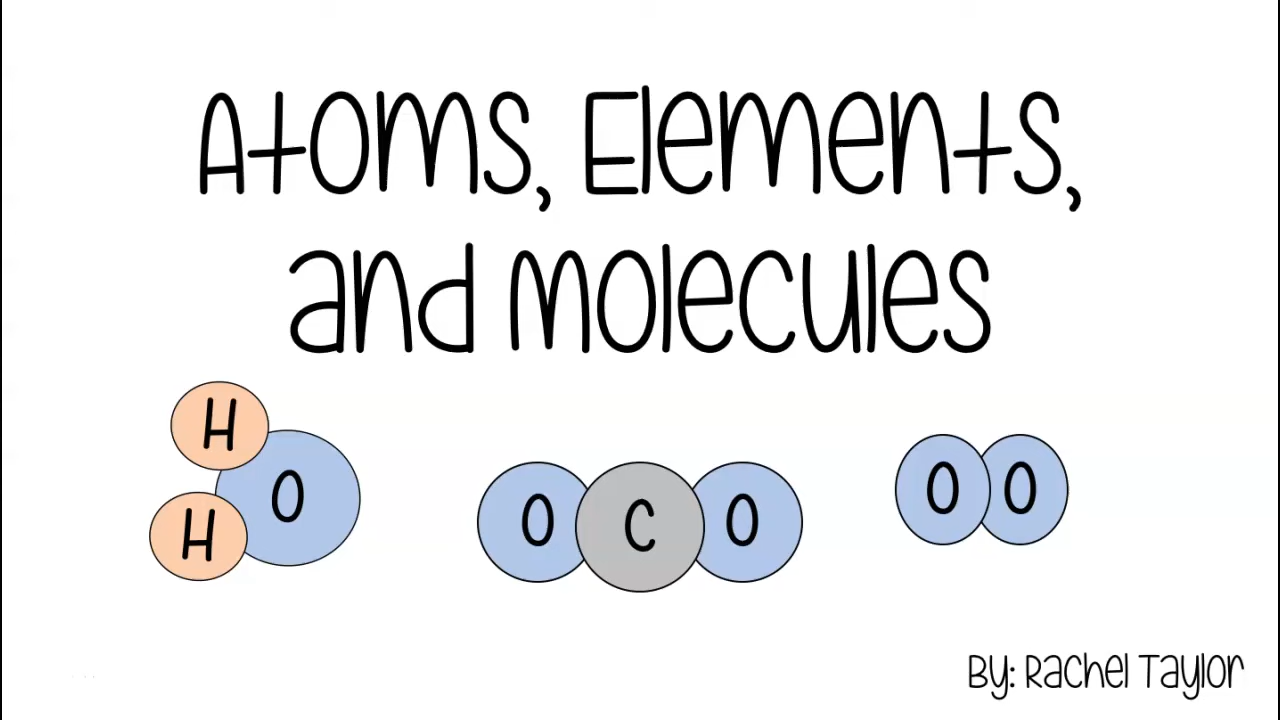 Atoms, Elements,
and Molecules
H
O
H
O C O
O O
By: Rachel Taylor